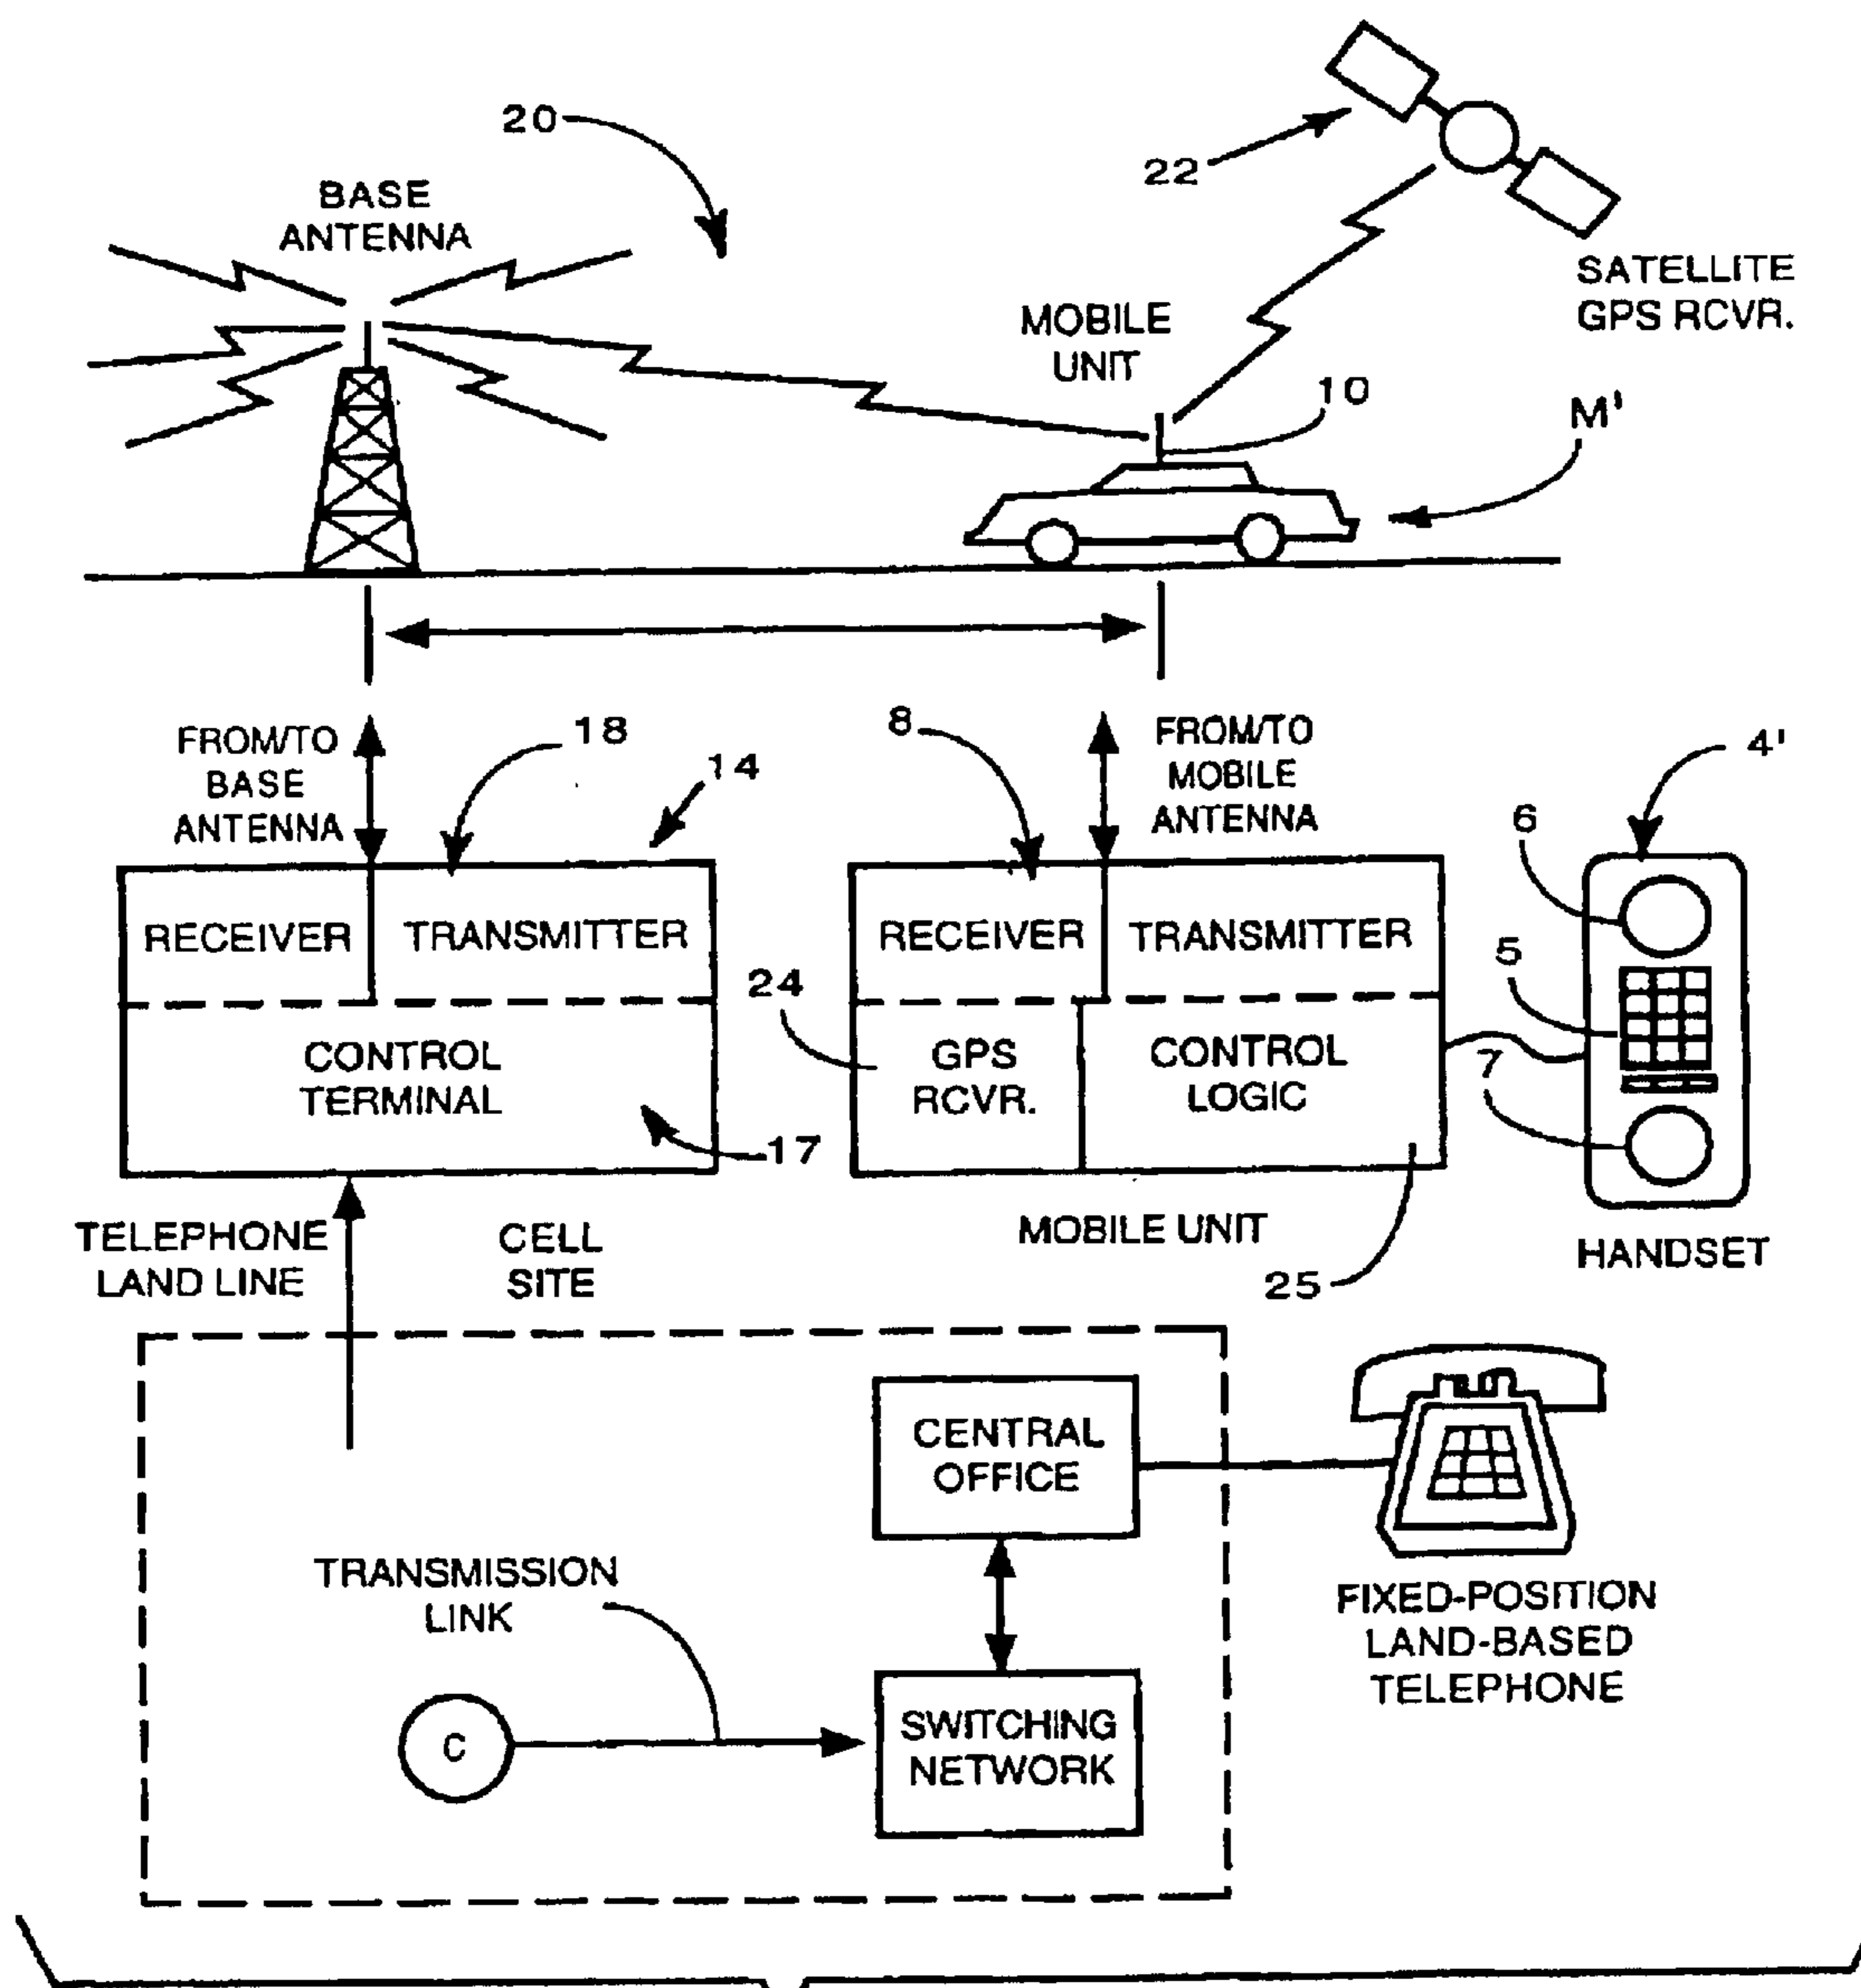 20
22
BASE
ANTENNA
SATELLITE
GPS RCVR.
MOBILE
UNIT
10
M'
FROM/TO
BASE
ANTENNA
18
14
8
FROM/TO
MOBILE
ANTENNA
4'
6
RECEIVER
TRANSMITTER
RECEIVER
TRANSMITTER
5
24
CONTROL
TERMINAL
GPS
RCVR.
CONTROL
LOGIC
7
17
TELEPHONE
LAND LINE
CELL
SITE
MOBILE UNIT
25
HANDSET
CENTRAL
OFFICE
TRANSMISSION
LINK
FIXED-POSITION
LAND-BASED
TELEPHONE
C
SWITCHING
NETWORK